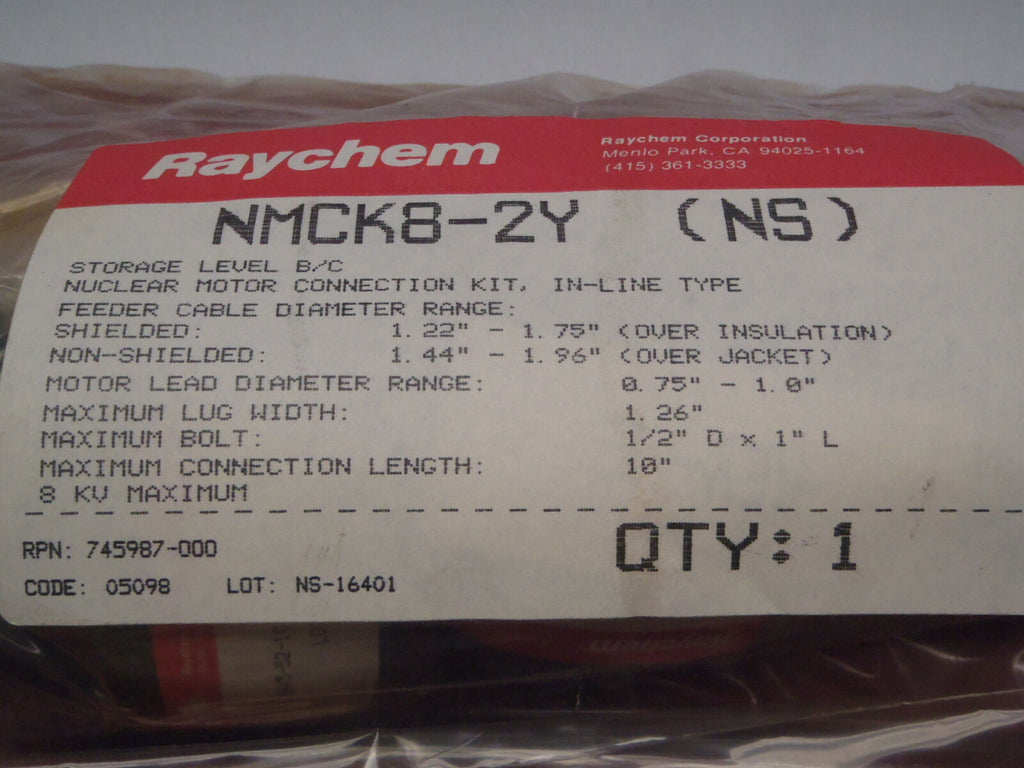 Raychem
Raychem Corporation
Menlo Park, CA 94025-1164
(415) 361-3333
NMCK8-2Y (NS)
STORAGE LEVEL B/C
NUCLEAR MOTOR CONNECTION KIT, IN-LINE TYPE
FEEDER CABLE DIAMETER RANGE:
SHIELDED: 1.22" - 1.75" (OVER INSULATION)
NON-SHIELDED: 1.44" - 1.96" (OVER JACKET)
MOTOR LEAD DIAMETER RANGE: 0.75" - 1.0"
MAXIMUM LUG WIDTH: 1.26"
MAXIMUM BOLT: 1/2" D x 1" L
MAXIMUM CONNECTION LENGTH: 10"
8 KV MAXIMUM
RPN: 745987-000
QTY: 1
CODE: 05098 LOT: NS-16401